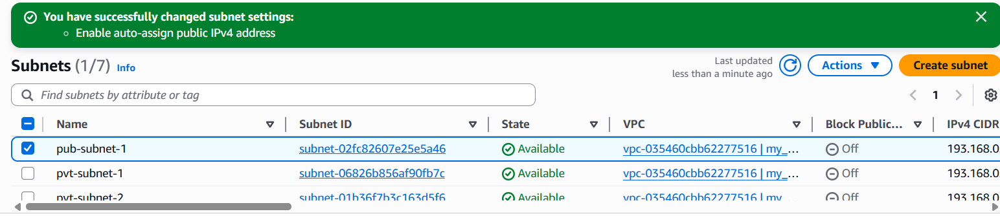 You have successfully changed subnet settings:
Enable auto-assign public IPv4 address
Subnets (1/7) Info
Last updated
less than a minute ago
Actions
Create subnet
Find subnets by attribute or tag
1
Name Subnet ID State VPC Block Public... IPv4 CIDR
pub-subnet-1 subnet-02fc82607e25e5a46 Available vpc-035460cbb62277516 | my_... Off 193.168.0
pvt-subnet-1 subnet-06826b856af90fb7c Available vpc-035460cbb62277516 | my_... Off 193.168.0
pvt-subnet-2 subnet-01b36f7b3c163d5f6 Available vpc-035460cbb62277516 | my Off 193.168.0